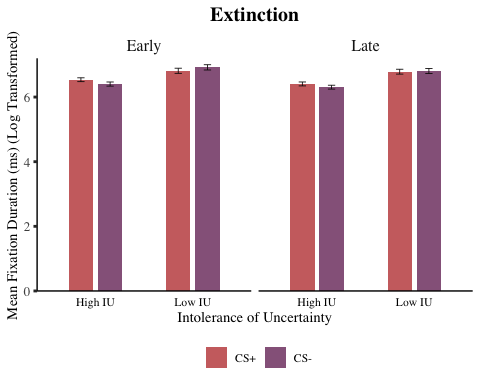 Extinction
Early
Late
Mean Fixation Duration (ms) (Log Transformed)
6
4
2
0
High IU
Low IU
High IU
Low IU
Intolerance of Uncertainty
CS+
CS-